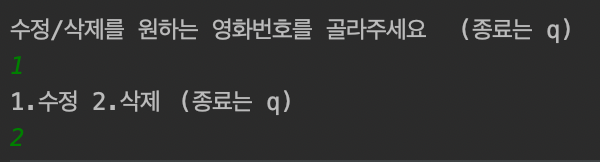 수정/삭제를 원하는 영화번호를 골라주세요  (종료는 q)
1
1.수정 2.삭제 (종료는 q)
2